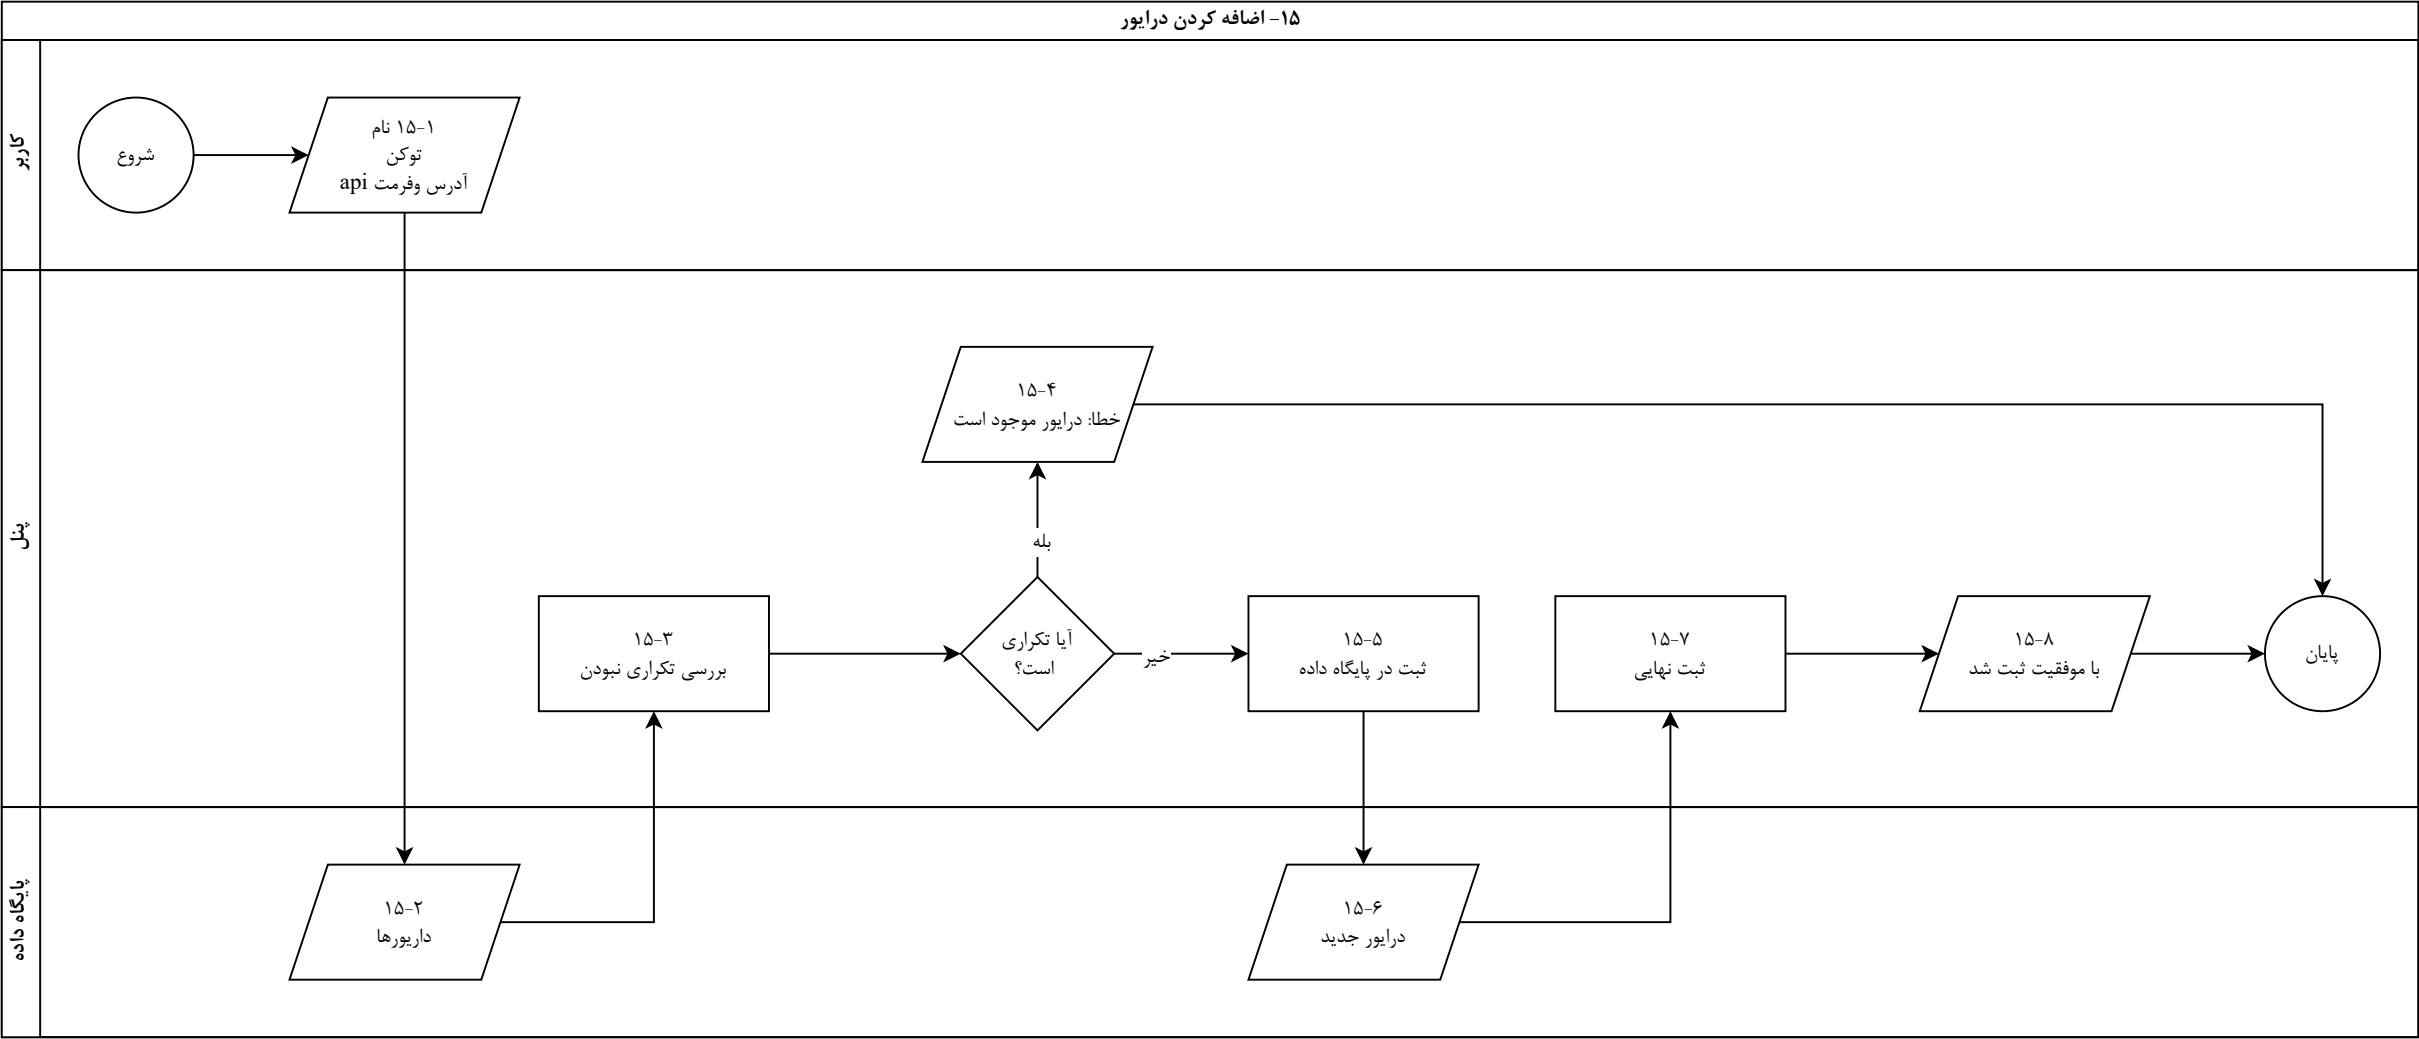 ۱۵- اضافه کردن درایور
کاربر
شروع
۱۵-۱ نام
توکن
آدرس وفرمت api
پنل
۱۵-۴
خطا: درایور موجود است
بله
۱۵-۳
بررسی تکراری نبودن
آیا تکراری
است؟
خیر
۱۵-۵
ثبت در پایگاه داده
۱۵-۷
ثبت نهایی
۱۵-۸
با موفقیت ثبت شد
پایان
پایگاه داده
۱۵-۲
داریورها
۱۵-۶
درایور جدید